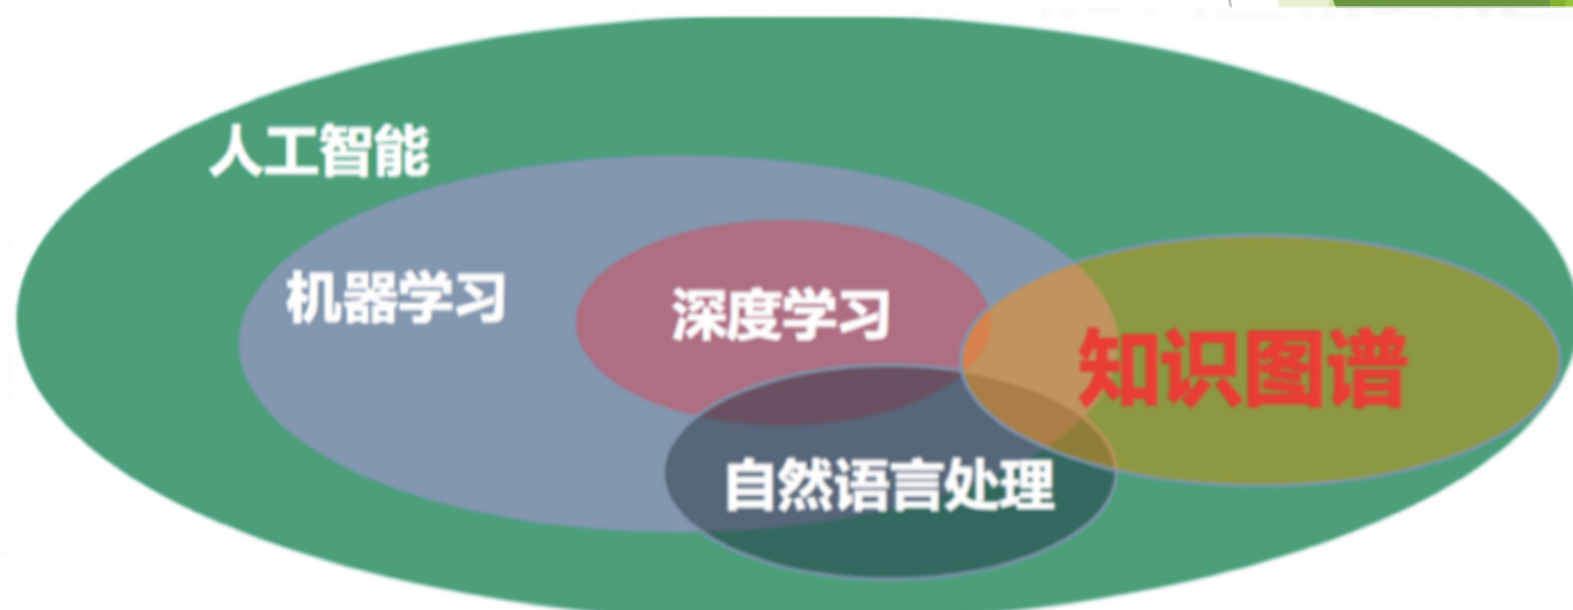 人工智能
机器学习
深度学习
知识图谱
自然语言处理